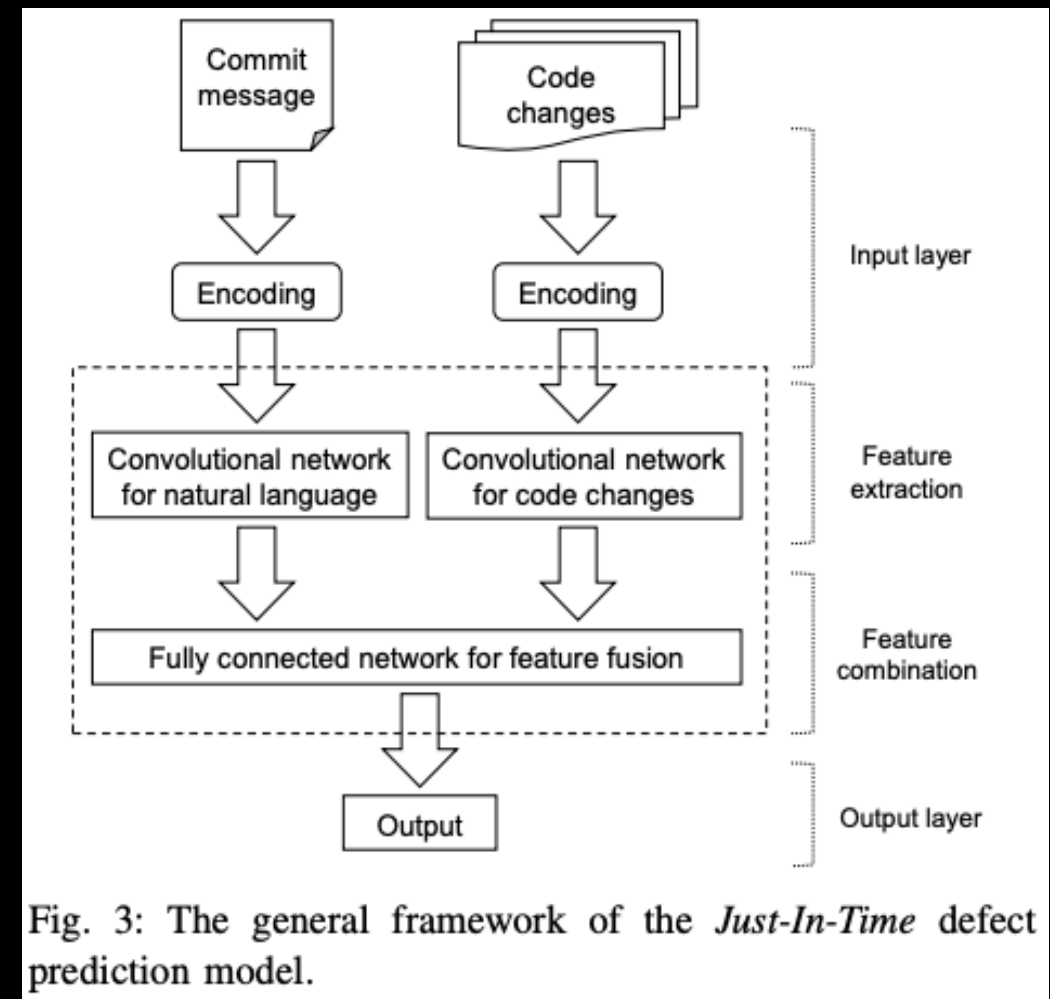 Commit
message
Code
changes
Input layer
Encoding
Encoding
Convolutional network
for natural language
Convolutional network
for code changes
Feature
extraction
Fully connected network for feature fusion
Feature
combination
Output
Output layer
Fig. 3: The general framework of the Just-In-Time defect
prediction model.